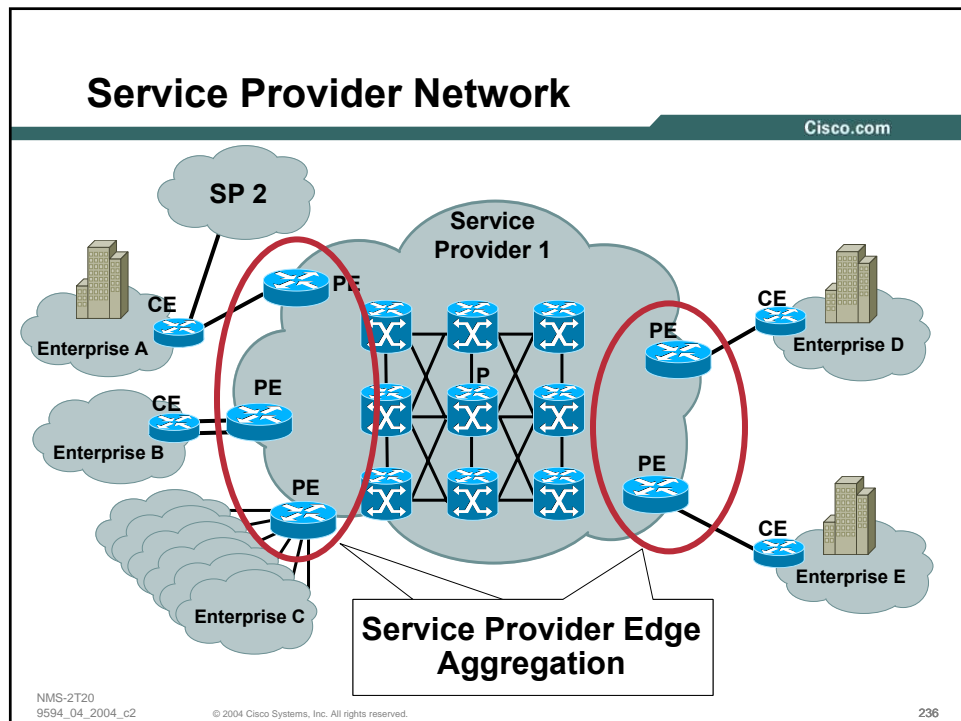 Service Provider Network
Cisco.com
SP 2
Service
Provider 1
PE
CE
Enterprise A
CE
PE
Enterprise B
PE
Enterprise C
P
PE
CE
Enterprise D
PE
CE
Enterprise E
Service Provider Edge
Aggregation
NMS-2T20
9594_04_2004_c2
© 2004 Cisco Systems, Inc. All rights reserved.
236